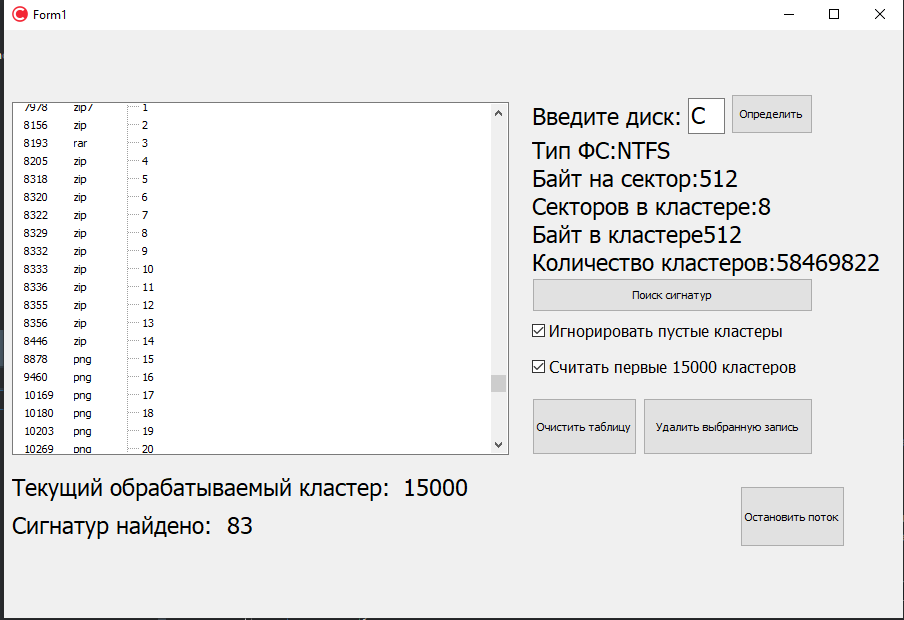 Form1
7978 zip7 1
8156 zip 2
8193 rar 3
8205 zip 4
8318 zip 5
8320 zip 6
8322 zip 7
8329 zip 8
8332 zip 9
8333 zip 10
8336 zip 11
8355 zip 12
8356 zip 13
8446 zip 14
8878 png 15
9460 png 16
10169 png 17
10180 png 18
10203 png 19
10269 png 20
Введите диск: C Определить
Тип ФС:NTFS
Байт на сектор:512
Секторов в кластере:8
Байт в кластере512
Количество кластеров:58469822
Поиск сигнатур
Игнорировать пустые кластеры
Считать первые 15000 кластеров
Очистить таблицу Удалить выбранную запись
Текущий обрабатываемый кластер: 15000
Сигнатур найдено: 83
Остановить поток